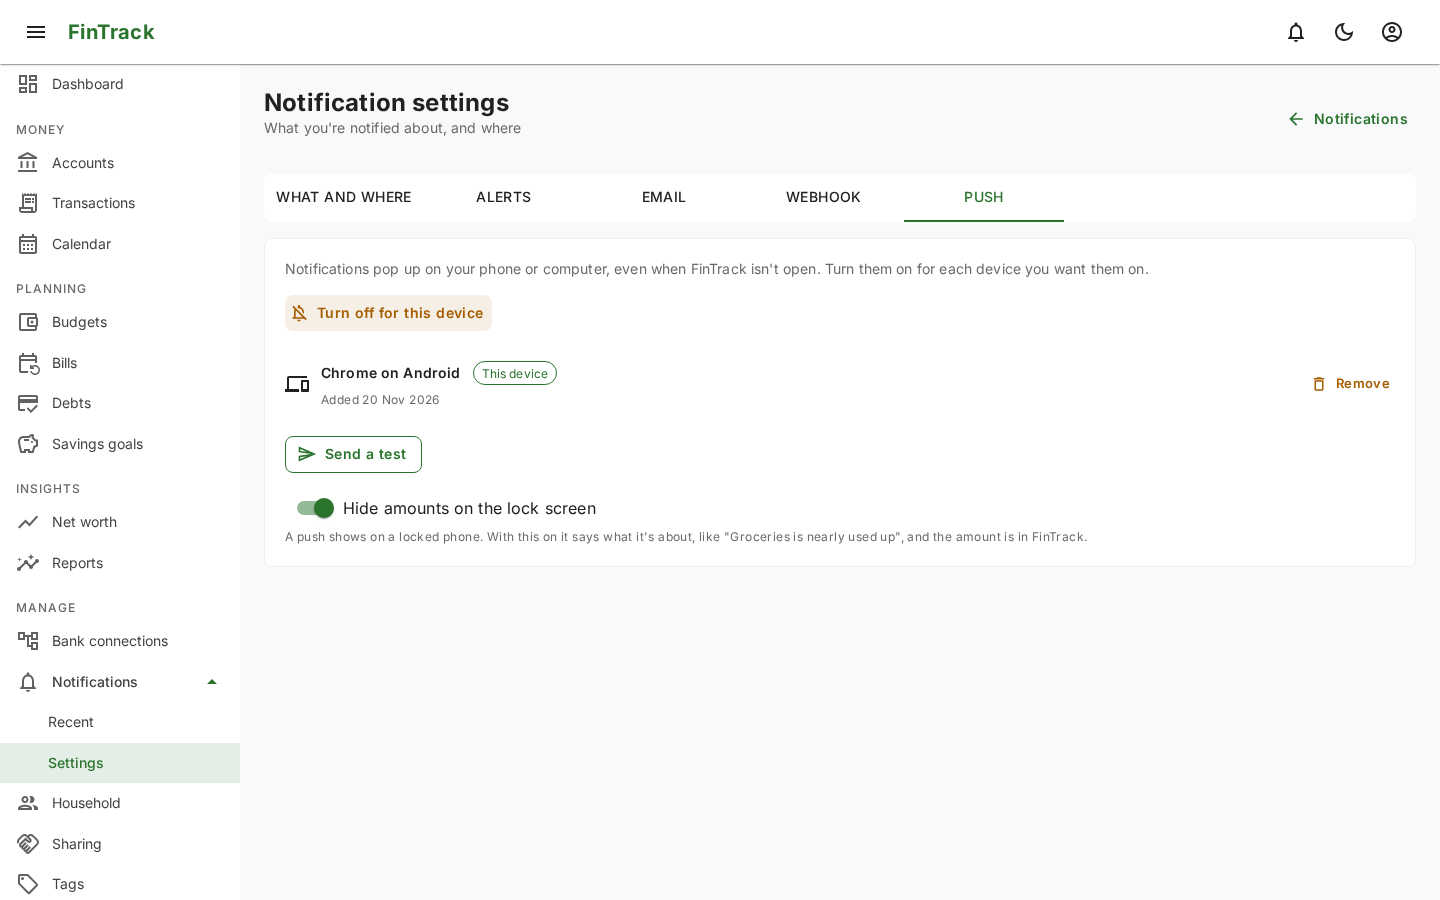 FinTrack
Dashboard
MONEY
Accounts
Transactions
Calendar
PLANNING
Budgets
Bills
Debts
Savings goals
INSIGHTS
Net worth
Reports
MANAGE
Bank connections
Notifications
Recent
Settings
Household
Sharing
Tags
Notification settings
What you're notified about, and where
Notifications
WHAT AND WHERE
ALERTS
EMAIL
WEBHOOK
PUSH
Notifications pop up on your phone or computer, even when FinTrack isn't open. Turn them on for each device you want them on.
Turn off for this device
Chrome on Android
This device
Added 20 Nov 2026
Remove
Send a test
Hide amounts on the lock screen
A push shows on a locked phone. With this on it says what it's about, like "Groceries is nearly used up", and the amount is in FinTrack.